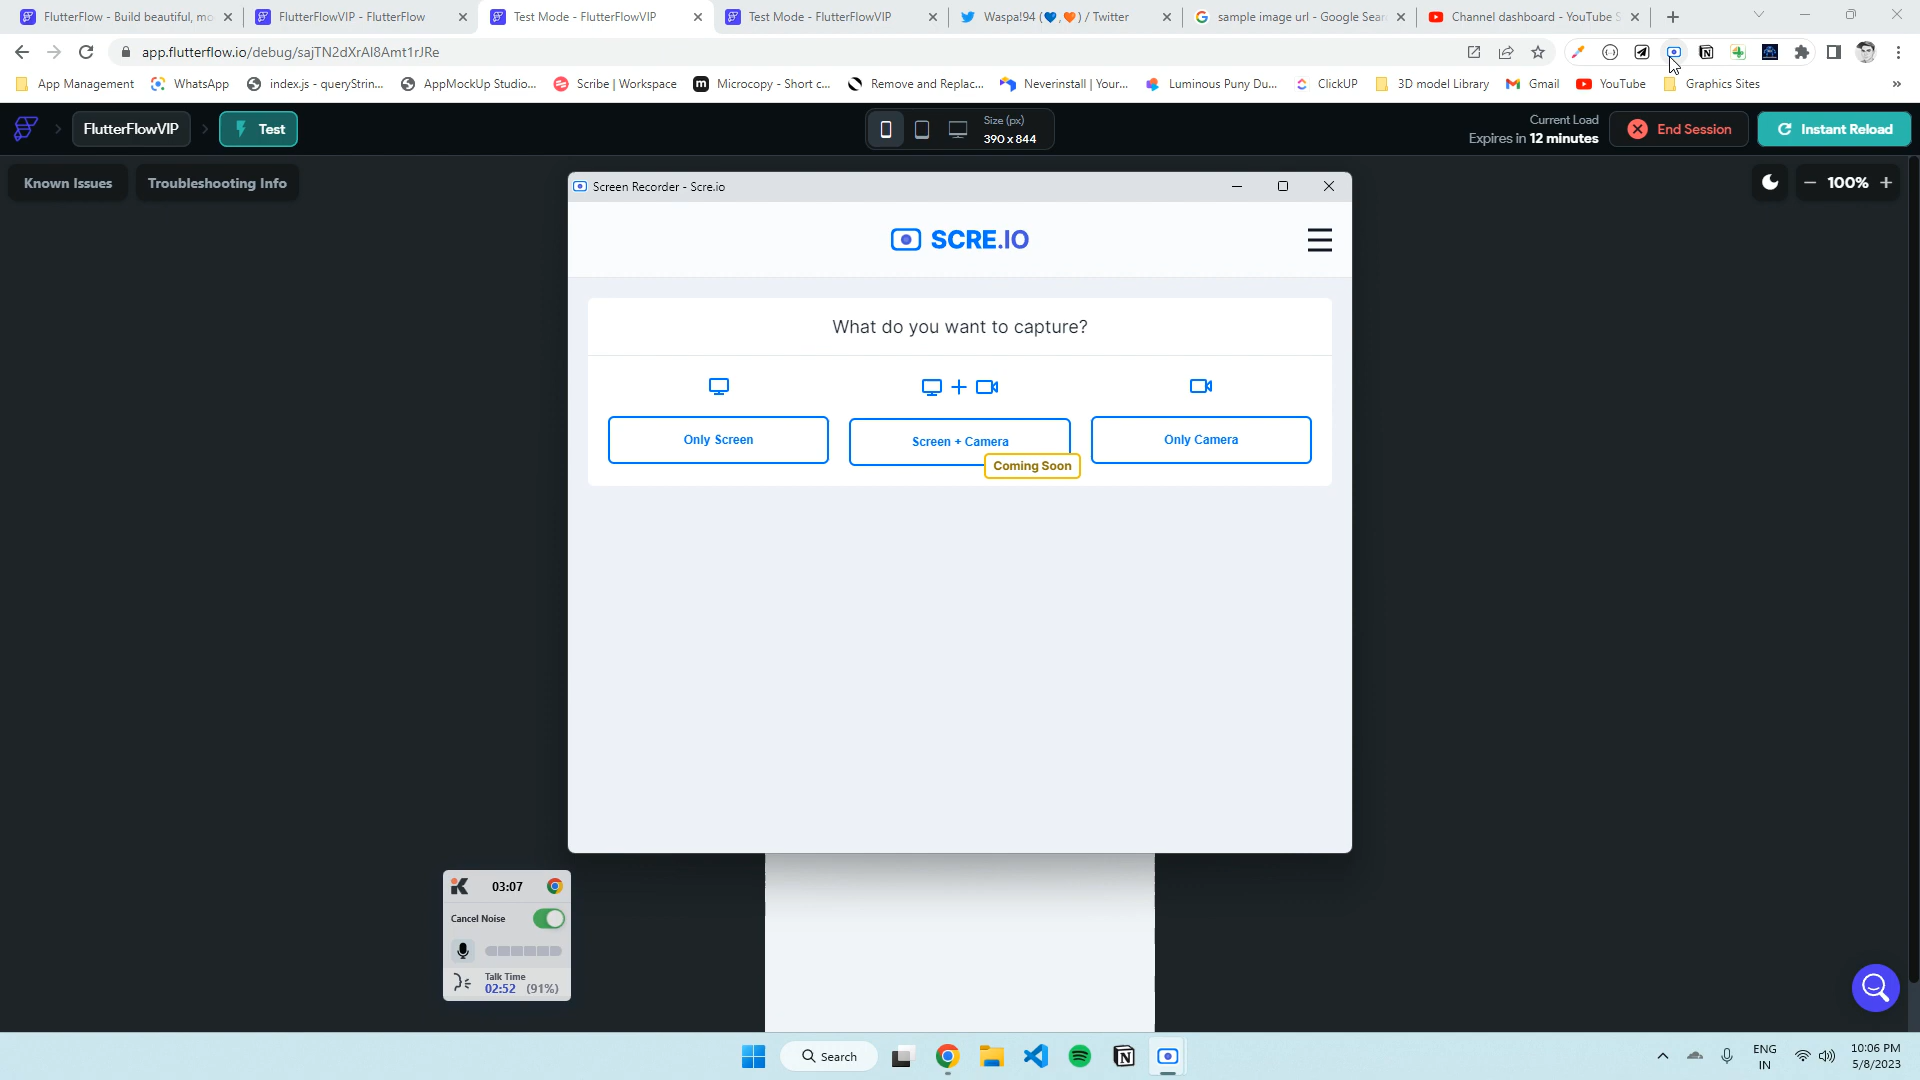 FlutterFlow - Build beautiful, mo
FlutterFlowVIP - FlutterFlow
Test Mode - FlutterFlowVIP
Test Mode - FlutterFlowVIP
Waspa!94 (💙,🧡) / Twitter
sample image url - Google Sear
Channel dashboard - YouTube S
app.flutterflow.io/debug/sajTN2dXrAI8Amt1rJRe
App Management
WhatsApp
index.js - queryStrin...
AppMockUp Studio...
Scribe | Workspace
Microcopy - Short c...
Remove and Replac...
Neverinstall | Your...
Luminous Puny Du...
ClickUP
3D model Library
Gmail
YouTube
Graphics Sites
»
FlutterFlowVIP
Test
Size (px)
390 x 844
Current Load
Expires in 12 minutes
End Session
Instant Reload
Known Issues
Troubleshooting Info
100%
Screen Recorder - Scre.io
SCRE.IO
What do you want to capture?
Only Screen
Screen + Camera
Coming Soon
Only Camera
03:07
Cancel Noise
Talk Time
02:52 (91%)
Search
ENG
IN
10:06 PM
5/8/2023